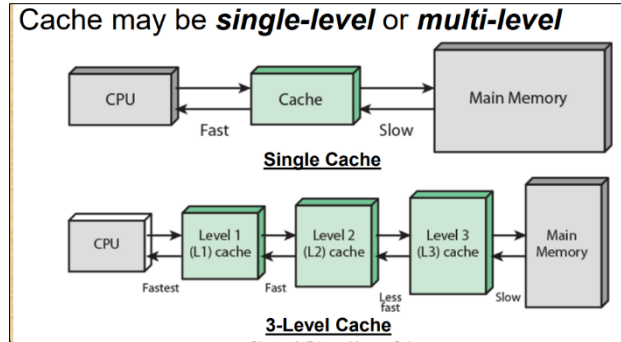 Cache may be single-level or multi-level
CPU
Cache
Main Memory
Fast
Slow
Single Cache
CPU
Level 1
(L1) cache
Level 2
(L2) cache
Level 3
(L3) cache
Main
Memory
Fastest
Fast
Less
fast
Slow
3-Level Cache